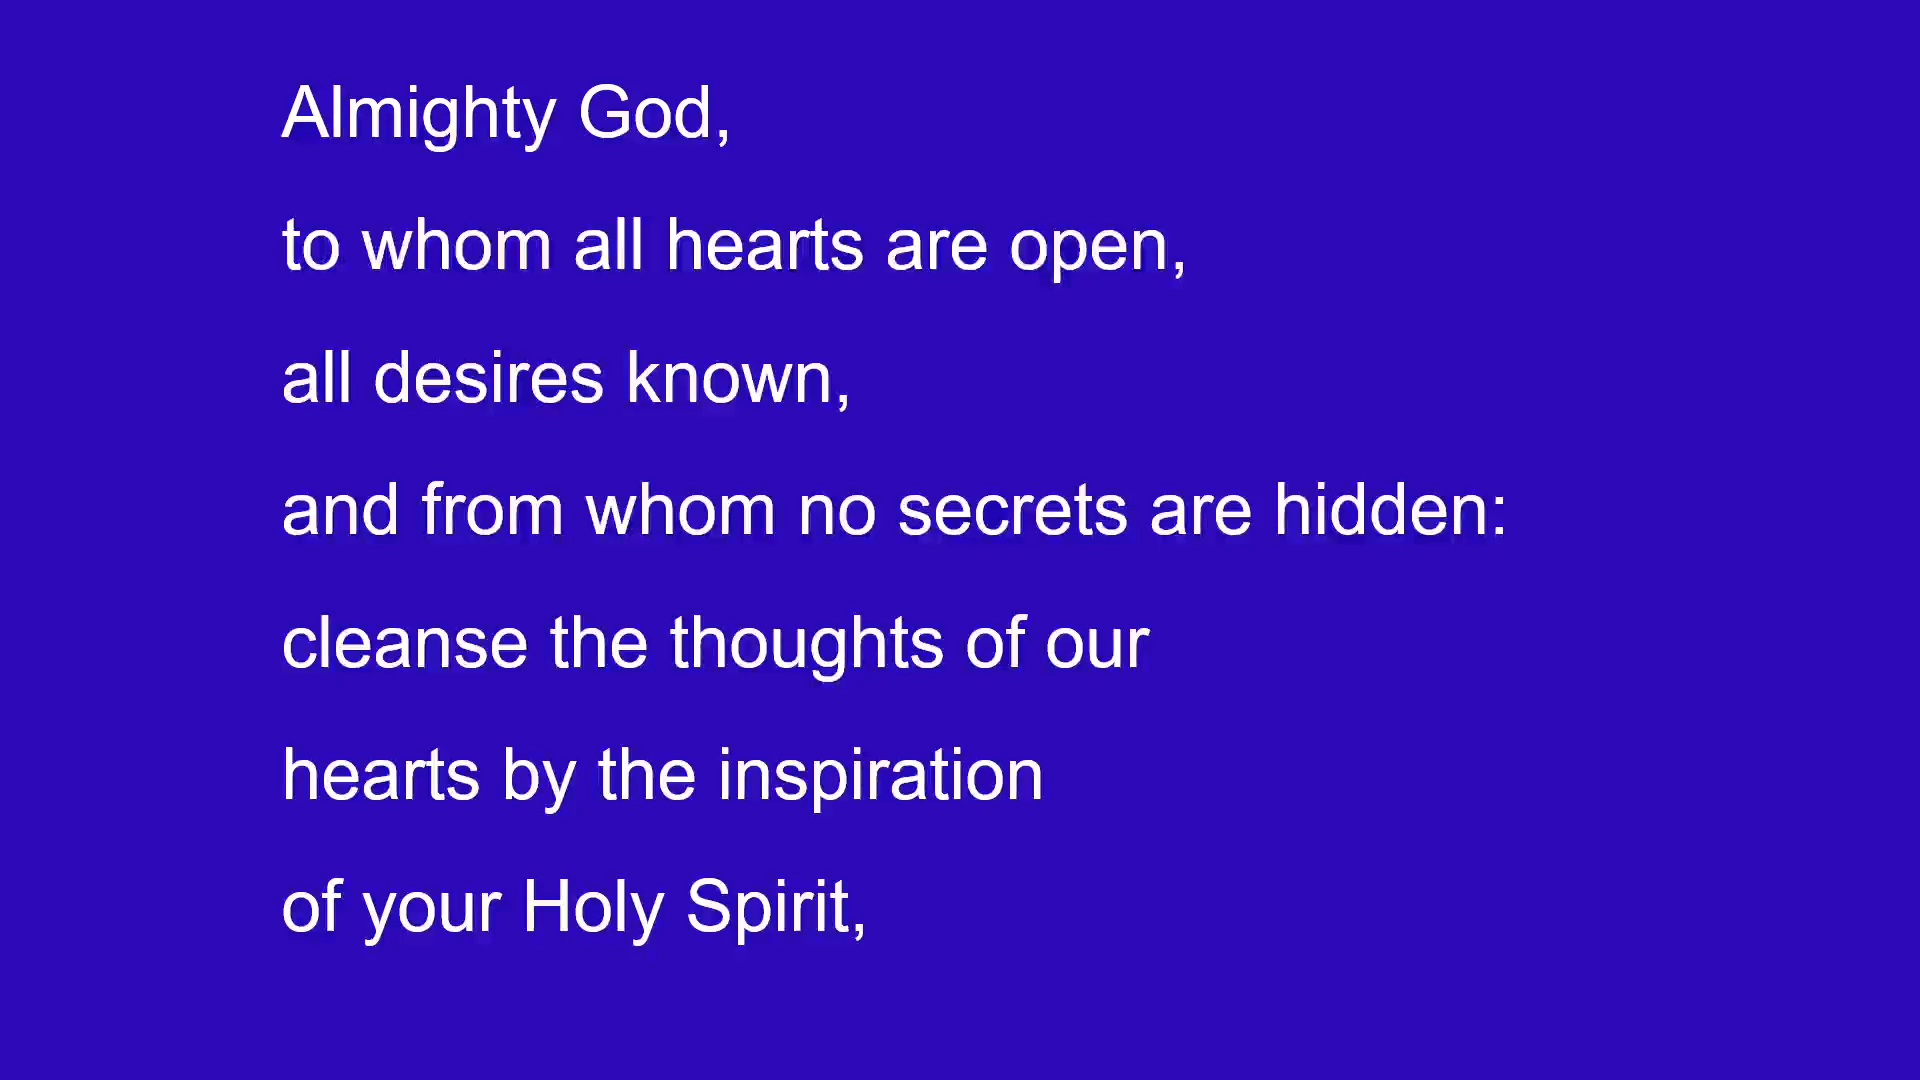 Almighty God,
to whom all hearts are open,
all desires known,
and from whom no secrets are hidden:
cleanse the thoughts of our
hearts by the inspiration
of your Holy Spirit,